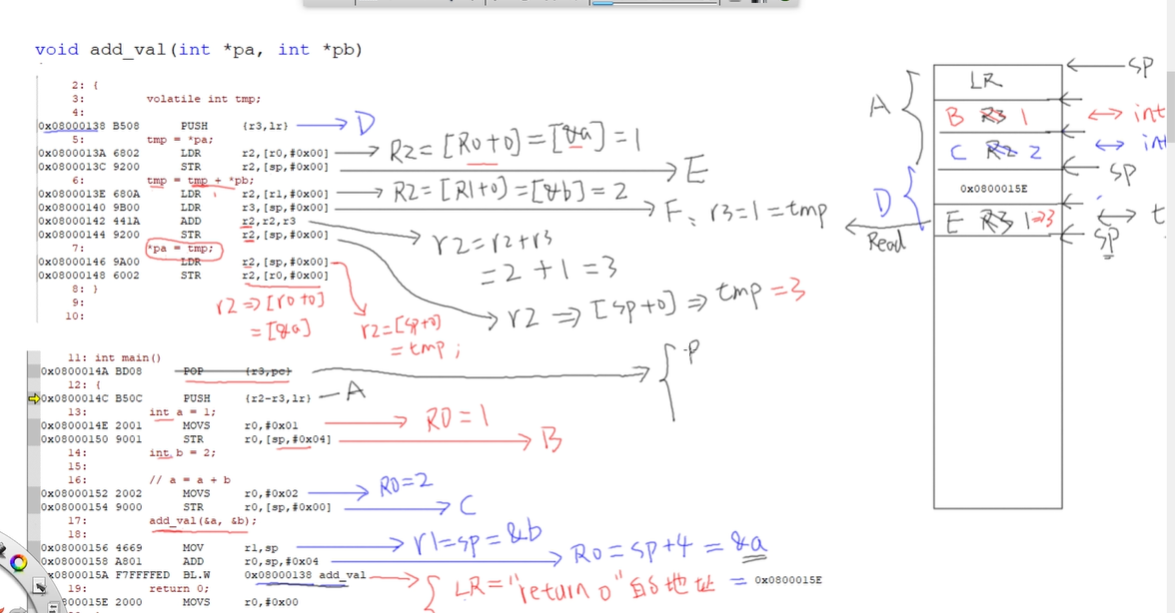 void add_val(int *pa, int *pb)
2: {
3: volatile int tmp;
4:
0x08000138 B508 PUSH {r3,lr} D
5: tmp = *pa;
0x0800013A 6802 LDR r2,[r0,#0x00] R2=[R0+0]=[&a]=1
0x0800013C 9200 STR r2,[sp,#0x00] E
6: tmp = tmp + *pb;
0x0800013E 680A LDR r2,[r1,#0x00] R2=[R1+0]=[&b]=2
0x08000140 9B00 LDR r3,[sp,#0x00] F: r3=1=tmp
0x08000142 441A ADD r2,r2,r3 r2=r2+r3
=2+1=3
0x08000144 9200 STR r2,[sp,#0x00] r2⇒[sp+0]⇒tmp=3
7: *pa = tmp;
0x08000146 9A00 LDR r2,[sp,#0x00] r2=[sp+0]
=tmp;
0x08000148 6002 STR r2,[r0,#0x00] r2⇒[r0+0]
=[&a]
8: }
9:
10:
11: int main()
0x0800014A BD08 POP {r3,pc} { P
12: {
0x0800014C B50C PUSH {r2-r3,lr} A
13: int a = 1;
0x0800014E 2001 MOVS r0,#0x01 R0=1
0x08000150 9001 STR r0,[sp,#0x04] B
14: int b = 2;
15:
16: // a = a + b
0x08000152 2002 MOVS r0,#0x02 R0=2
0x08000154 9000 STR r0,[sp,#0x00] C
17: add_val(&a, &b);
18:
0x08000156 4669 MOV r1,sp r1=sp=&b
0x08000158 A801 ADD r0,sp,#0x04 R0=sp+4=&a
x0800015A F7FFFFED BL.W 0x08000138 add_val { LR="return 0"的地址 = 0x0800015E
19: return 0;
800015E 2000 MOVS r0,#0x00
sp
LR
A
B R3 1 int
C R2 2 in
sp
D
0x0800015E
E R3 1→3 t
Read
sp